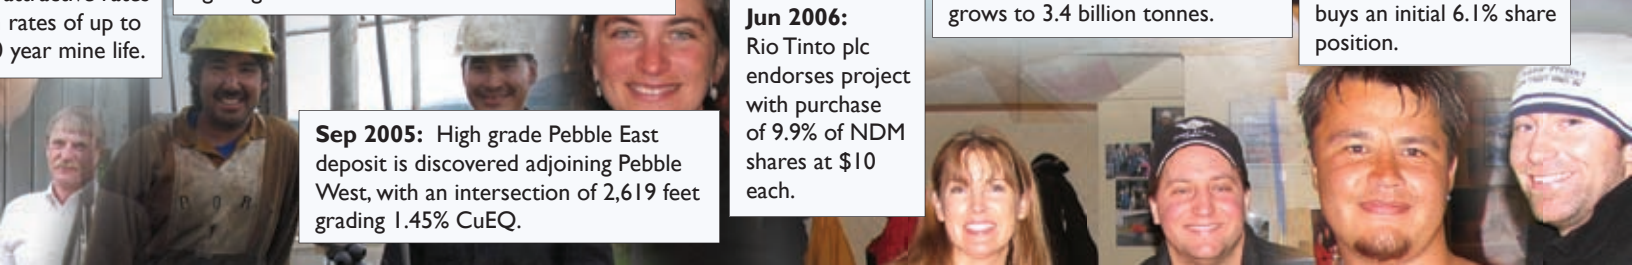 rates of up to
year mine life.
Sep 2005: High grade Pebble East
deposit is discovered adjoining Pebble
West, with an intersection of 2,619 feet
grading 1.45% CuEQ.
Jun 2006:
Rio Tinto plc
endorses project
with purchase
of 9.9% of NDM
shares at $10
each.
grows to 3.4 billion tonnes.
buys an initial 6.1% share
position.